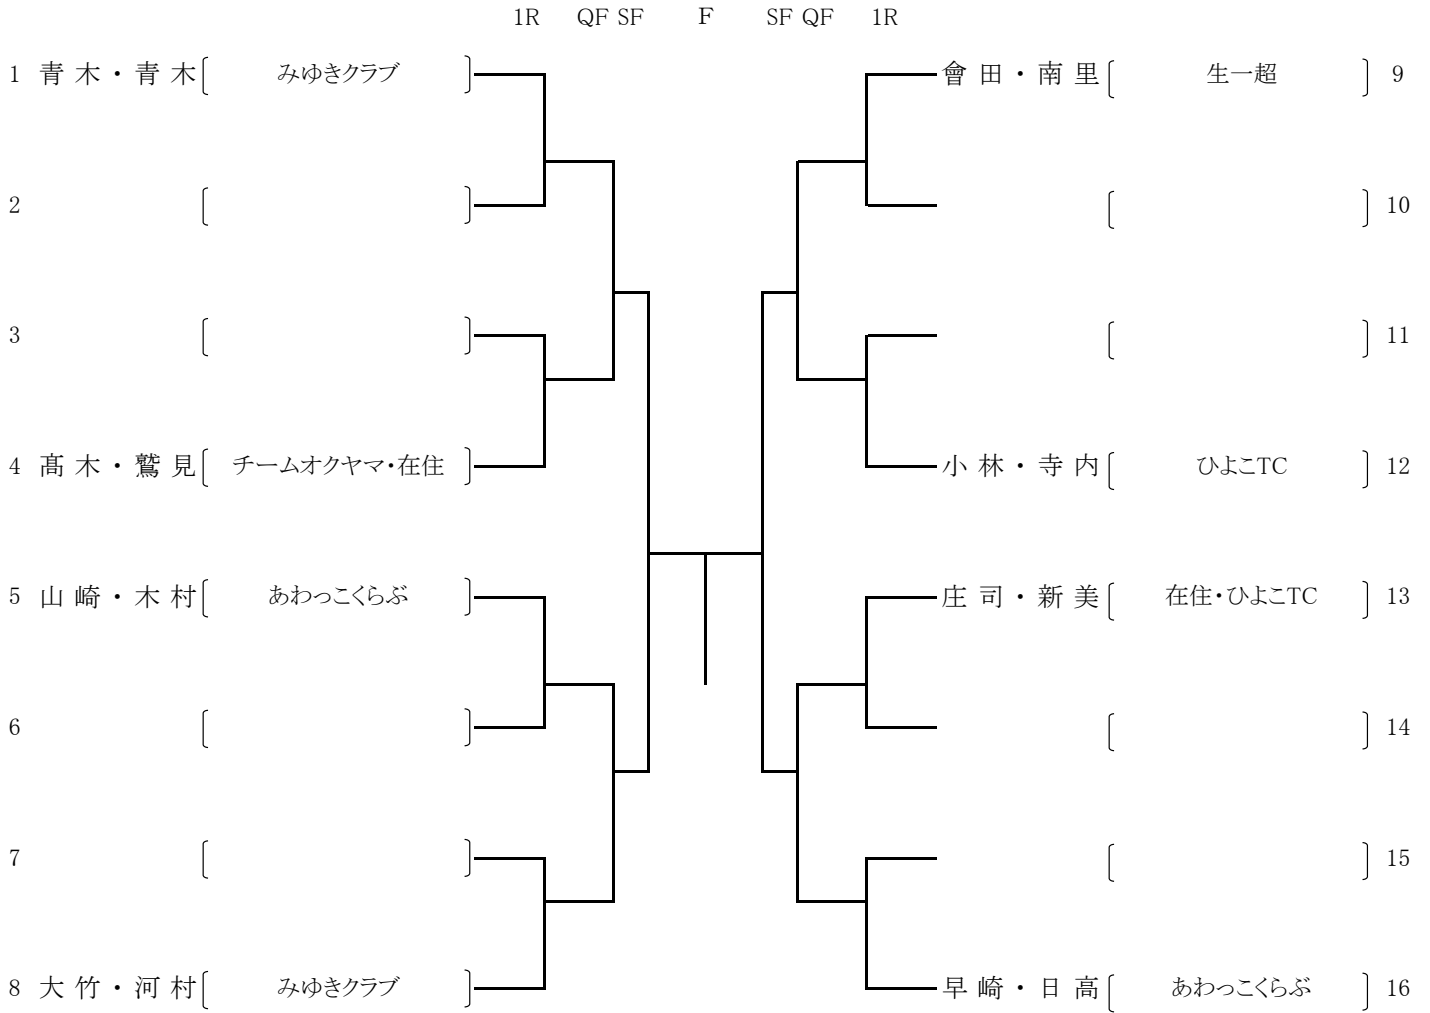 1R QF SF F SF QF 1R
1 青木・青木 みゆきクラブ 會田・南里 生一超 9
2 10
3 11
4 髙木・鷲見 チームオクヤマ・在住 小林・寺内 ひよこTC 12
5 山崎・木村 あわっこくらぶ 庄司・新美 在住・ひよこTC 13
6 14
7 15
8 大竹・河村 みゆきクラブ 早崎・日高 あわっこくらぶ 16